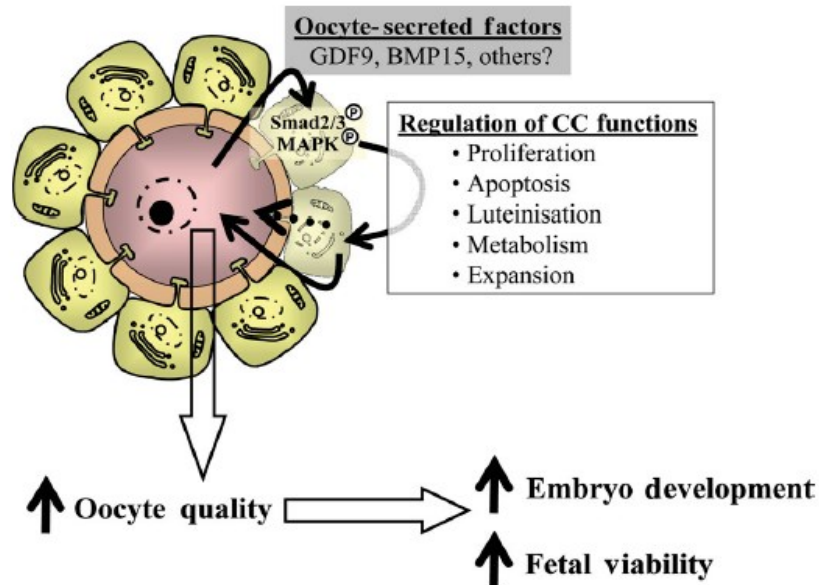 Oocyte-secreted factors
GDF9, BMP15, others?
Smad2/3 P
MAPK P
Regulation of CC functions
• Proliferation
• Apoptosis
• Luteinisation
• Metabolism
• Expansion
Oocyte quality
Embryo development
Fetal viability